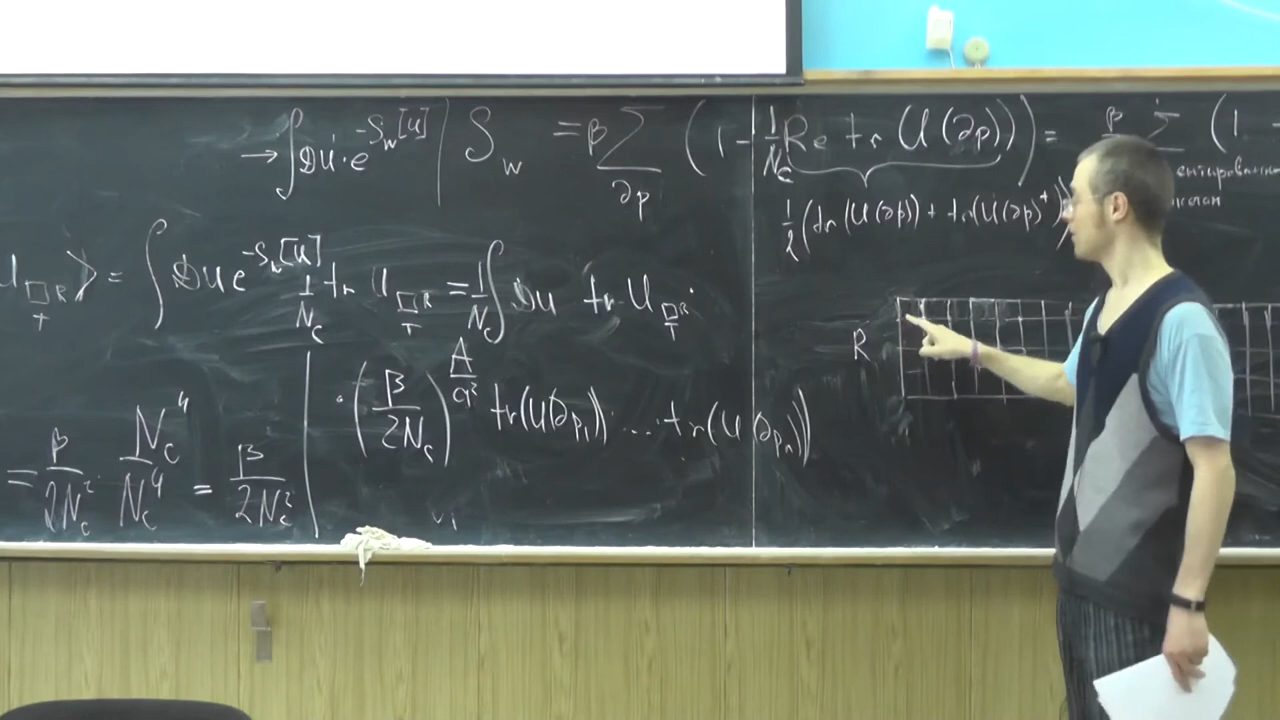 → ∫ DU · e^{-S_w[U]} | S_w = β Σ_{∂p} (1 - 1/N_c Re tr U(∂p)) = β Σ (1 -
1/2 (tr(U(∂p)) + tr(U(∂p)⁺))
U_{□ R T}⟩ = ∫ DU e^{-S_w[U]} 1/N_c tr U_{□ R T} = 1/N_c ∫ DU tr U_{□ R T} ·
R
· (β/2N_c)^{A/a²} tr(U(∂p_1)) ... tr(U(∂p_n))
= β/2N_c² · N_c⁴/N_c⁴ = β/2N_c²